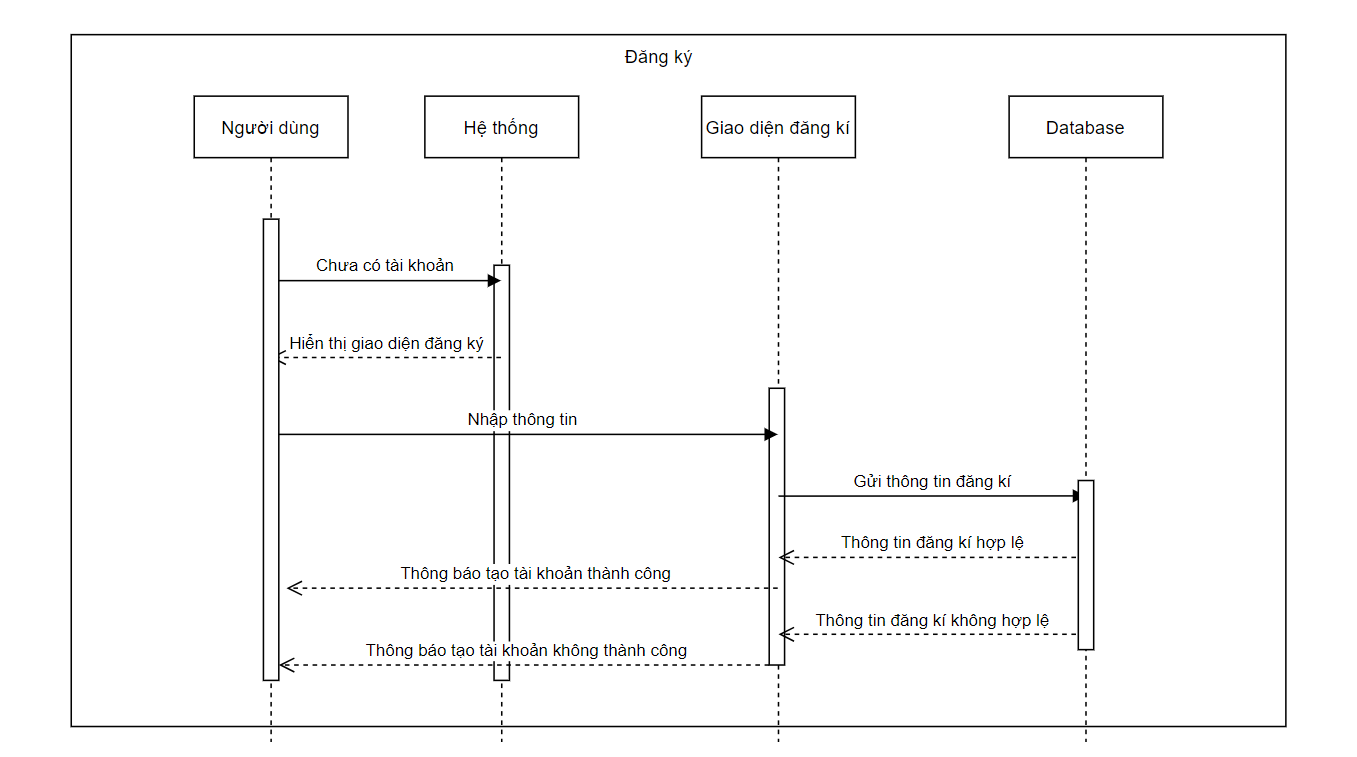 Đăng ký
Người dùng
Hệ thống
Giao diện đăng kí
Database
Chưa có tài khoản
Hiển thị giao diện đăng ký
Nhập thông tin
Gửi thông tin đăng kí
Thông tin đăng kí hợp lệ
Thông báo tạo tài khoản thành công
Thông tin đăng kí không hợp lệ
Thông báo tạo tài khoản không thành công